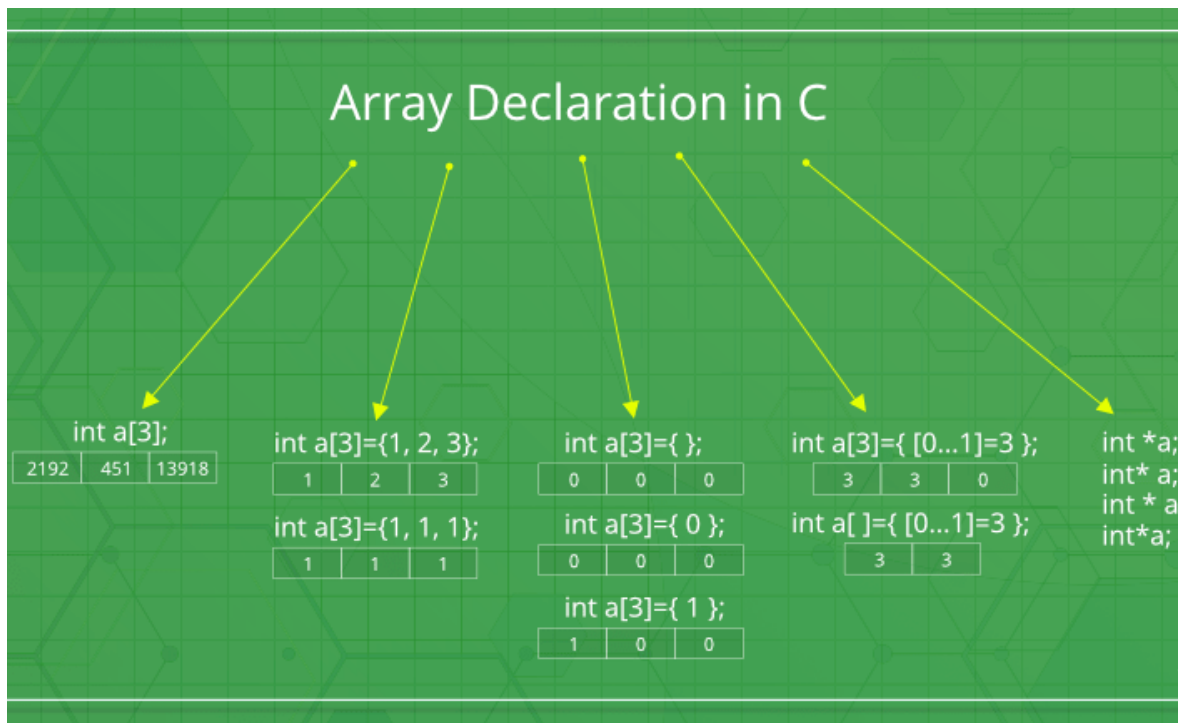 Array Declaration in C
int a[3];
2192 451 13918
int a[3]={1, 2, 3};
1 2 3
int a[3]={1, 1, 1};
1 1 1
int a[3]={ };
0 0 0
int a[3]={ 0 };
0 0 0
int a[3]={ 1 };
1 0 0
int a[3]={ [0...1]=3 };
3 3 0
int a[ ]={ [0...1]=3 };
3 3
int *a;
int* a;
int * a
int*a;